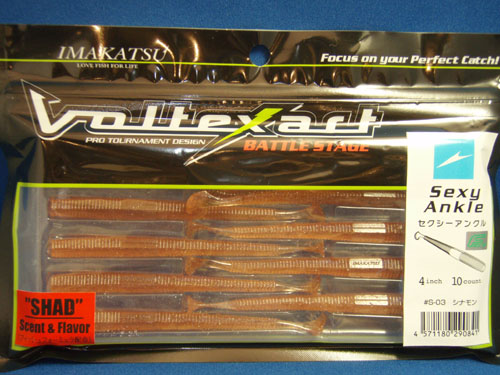 IMAKATSU
LOVE FISH FOR LIFE
Focus on your Perfect Catch!
Voltexart
PRO TOURNAMENT DESIGN
BATTLE STAGE
Sexy
Ankle
セクシーアンクル
4inch 10count
#S-03 シナモン
4 571180 290841
IMAKATSU
"SHAD"
Scent & Flavor